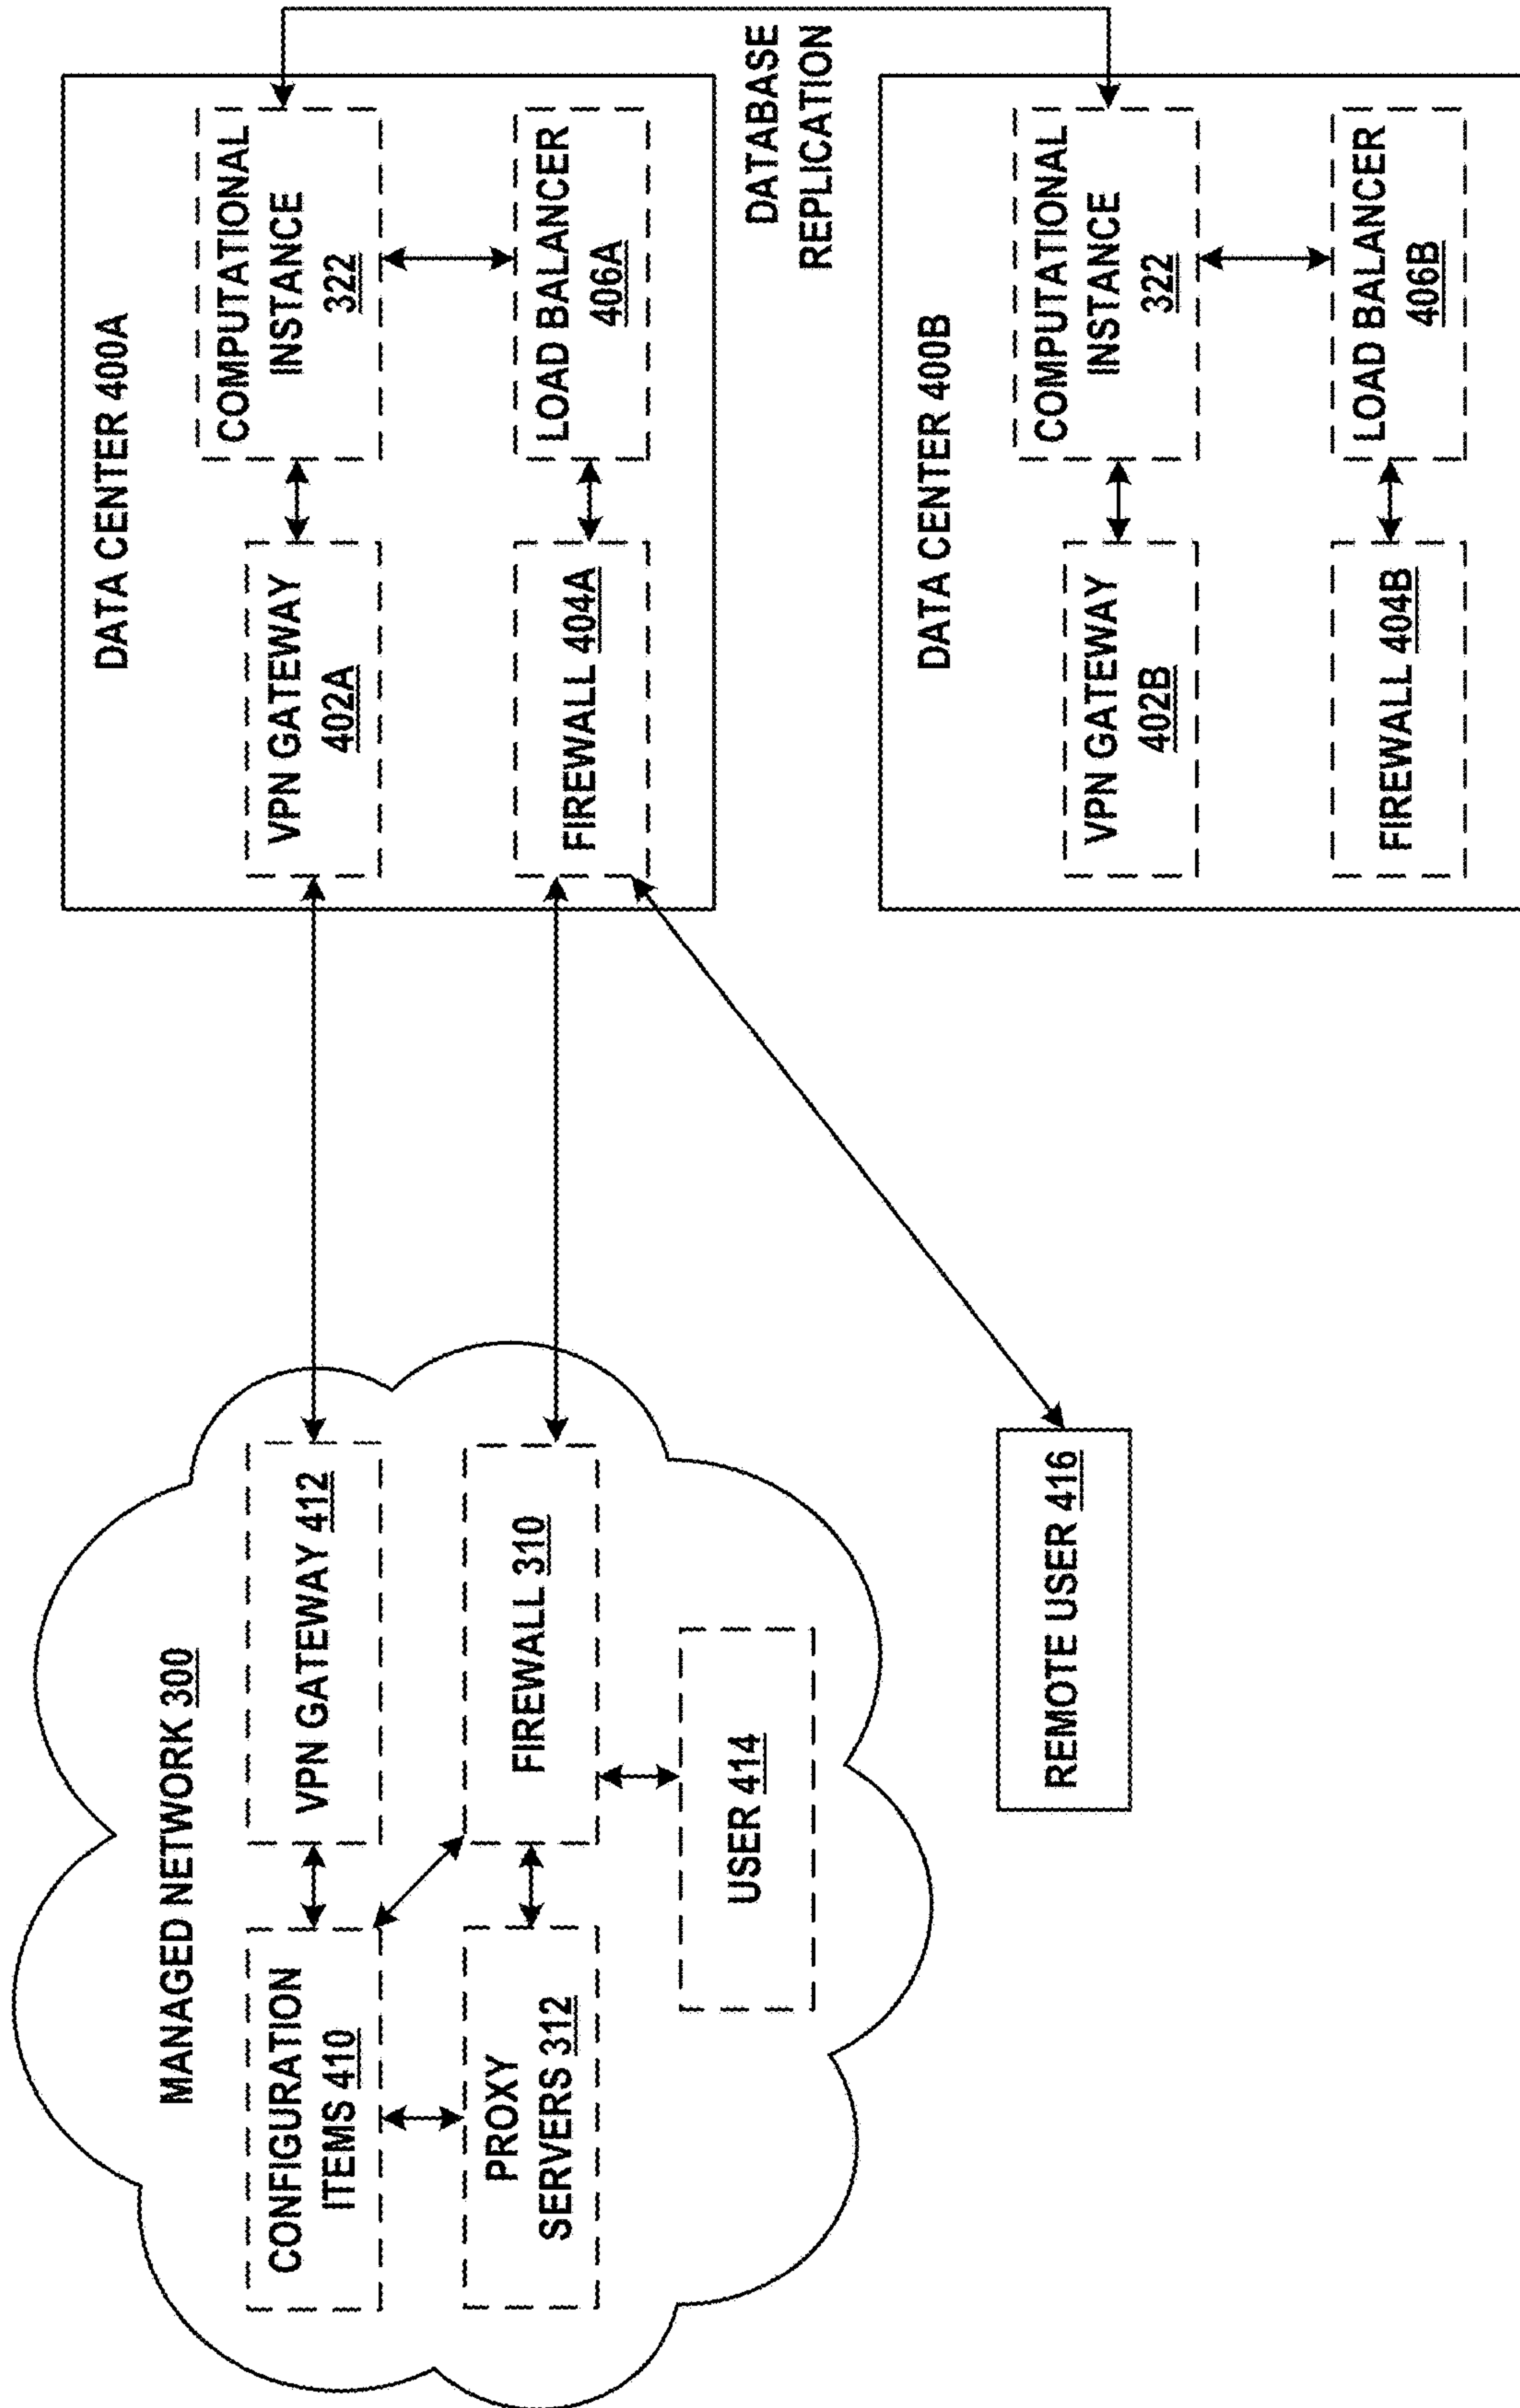 MANAGED NETWORK 300
CONFIGURATION
ITEMS 410
VPN GATEWAY 412
PROXY
SERVERS 312
FIREWALL 310
USER 414
REMOTE USER 416
DATA CENTER 400A
VPN GATEWAY
402A
COMPUTATIONAL
INSTANCE
322
FIREWALL 404A
LOAD BALANCER
406A
DATABASE
REPLICATION
DATA CENTER 400B
VPN GATEWAY
402B
COMPUTATIONAL
INSTANCE
322
FIREWALL 404B
LOAD BALANCER
406B